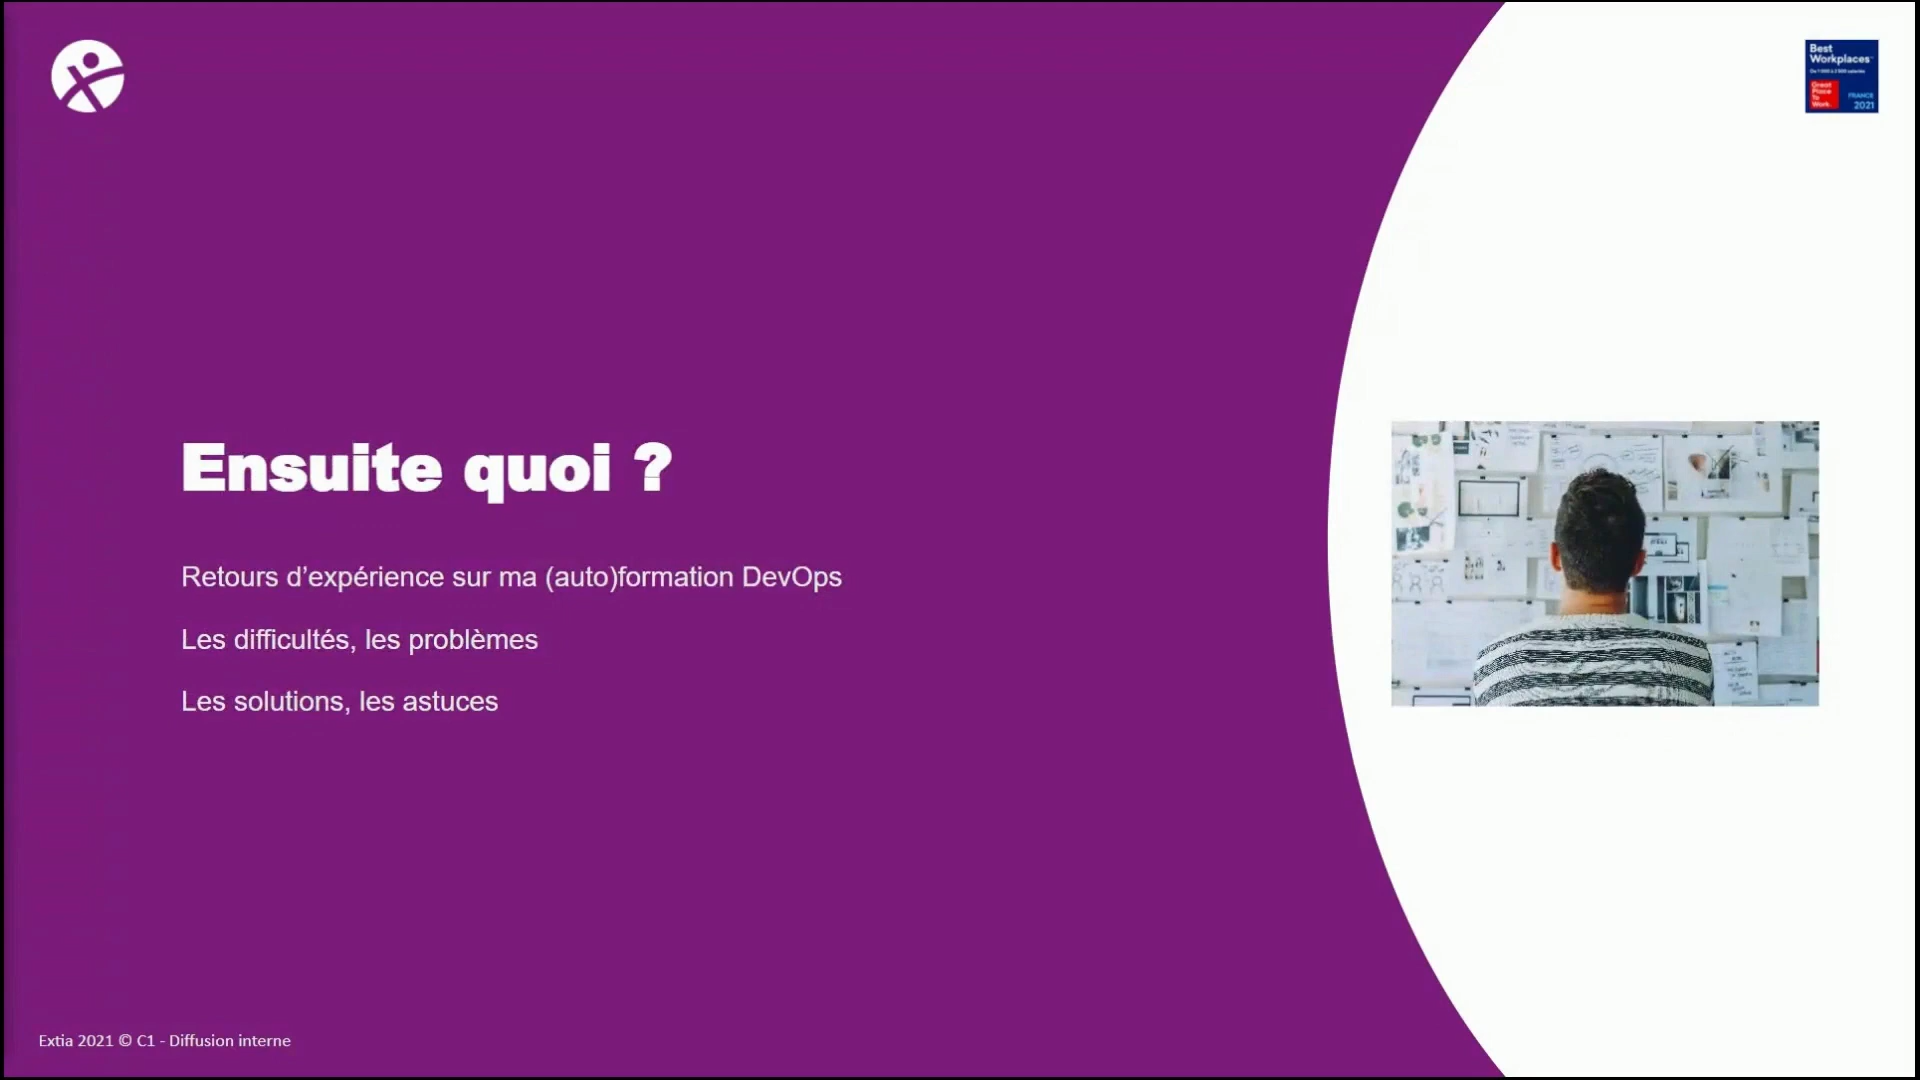 Best
Workplaces
Great
Place
To
Work.
FRANCE
2021
Ensuite quoi ?
Retours d’expérience sur ma (auto)formation DevOps
Les difficultés, les problèmes
Les solutions, les astuces
Extia 2021 © C1 - Diffusion interne